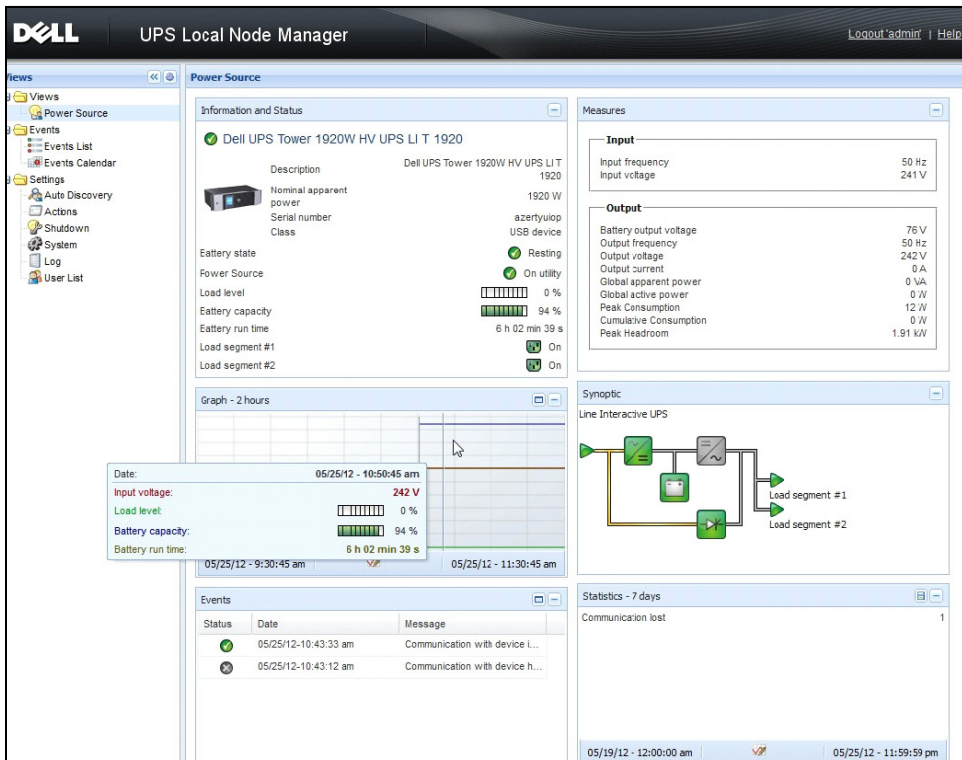 DELL UPS Local Node Manager
Logout 'admin' | Help
Views
Views
Power Source
Events
Events List
Events Calendar
Settings
Auto Discovery
Actions
Shutdown
System
Log
User List
Power Source
Information and Status
Dell UPS Tower 1920W HV UPS LI T 1920
Description Dell UPS Tower 1920W HV UPS LI T 1920
Nominal apparent power 1920 W
Serial number azertyuiop
Class USB device
Battery state Resting
Power Source On utility
Load level 0 %
Battery capacity 94 %
Battery run time 6 h 02 min 39 s
Load segment #1 On
Load segment #2 On
Measures
Input
Input frequency 50 Hz
Input voltage 241 V
Output
Battery output voltage 76 V
Output frequency 50 Hz
Output voltage 242 V
Output current 0 A
Global apparent power 0 VA
Global active power 0 W
Peak Consumption 12 W
Cumulative Consumption 0 W
Peak Headroom 1.91 kW
Graph - 2 hours
Date: 05/25/12 - 10:50:45 am
Input voltage: 242 V
Load level: 0 %
Battery capacity: 94 %
Battery run time: 6 h 02 min 39 s
05/25/12 - 9:30:45 am 05/25/12 - 11:30:45 am
Synoptic
Line Interactive UPS
Load segment #1
Load segment #2
Events
Status Date Message
05/25/12-10:43:33 am Communication with device i...
05/25/12-10:43:12 am Communication with device h...
Statistics - 7 days
Communication lost 1
05/19/12 - 12:00:00 am 05/25/12 - 11:59:59 pm